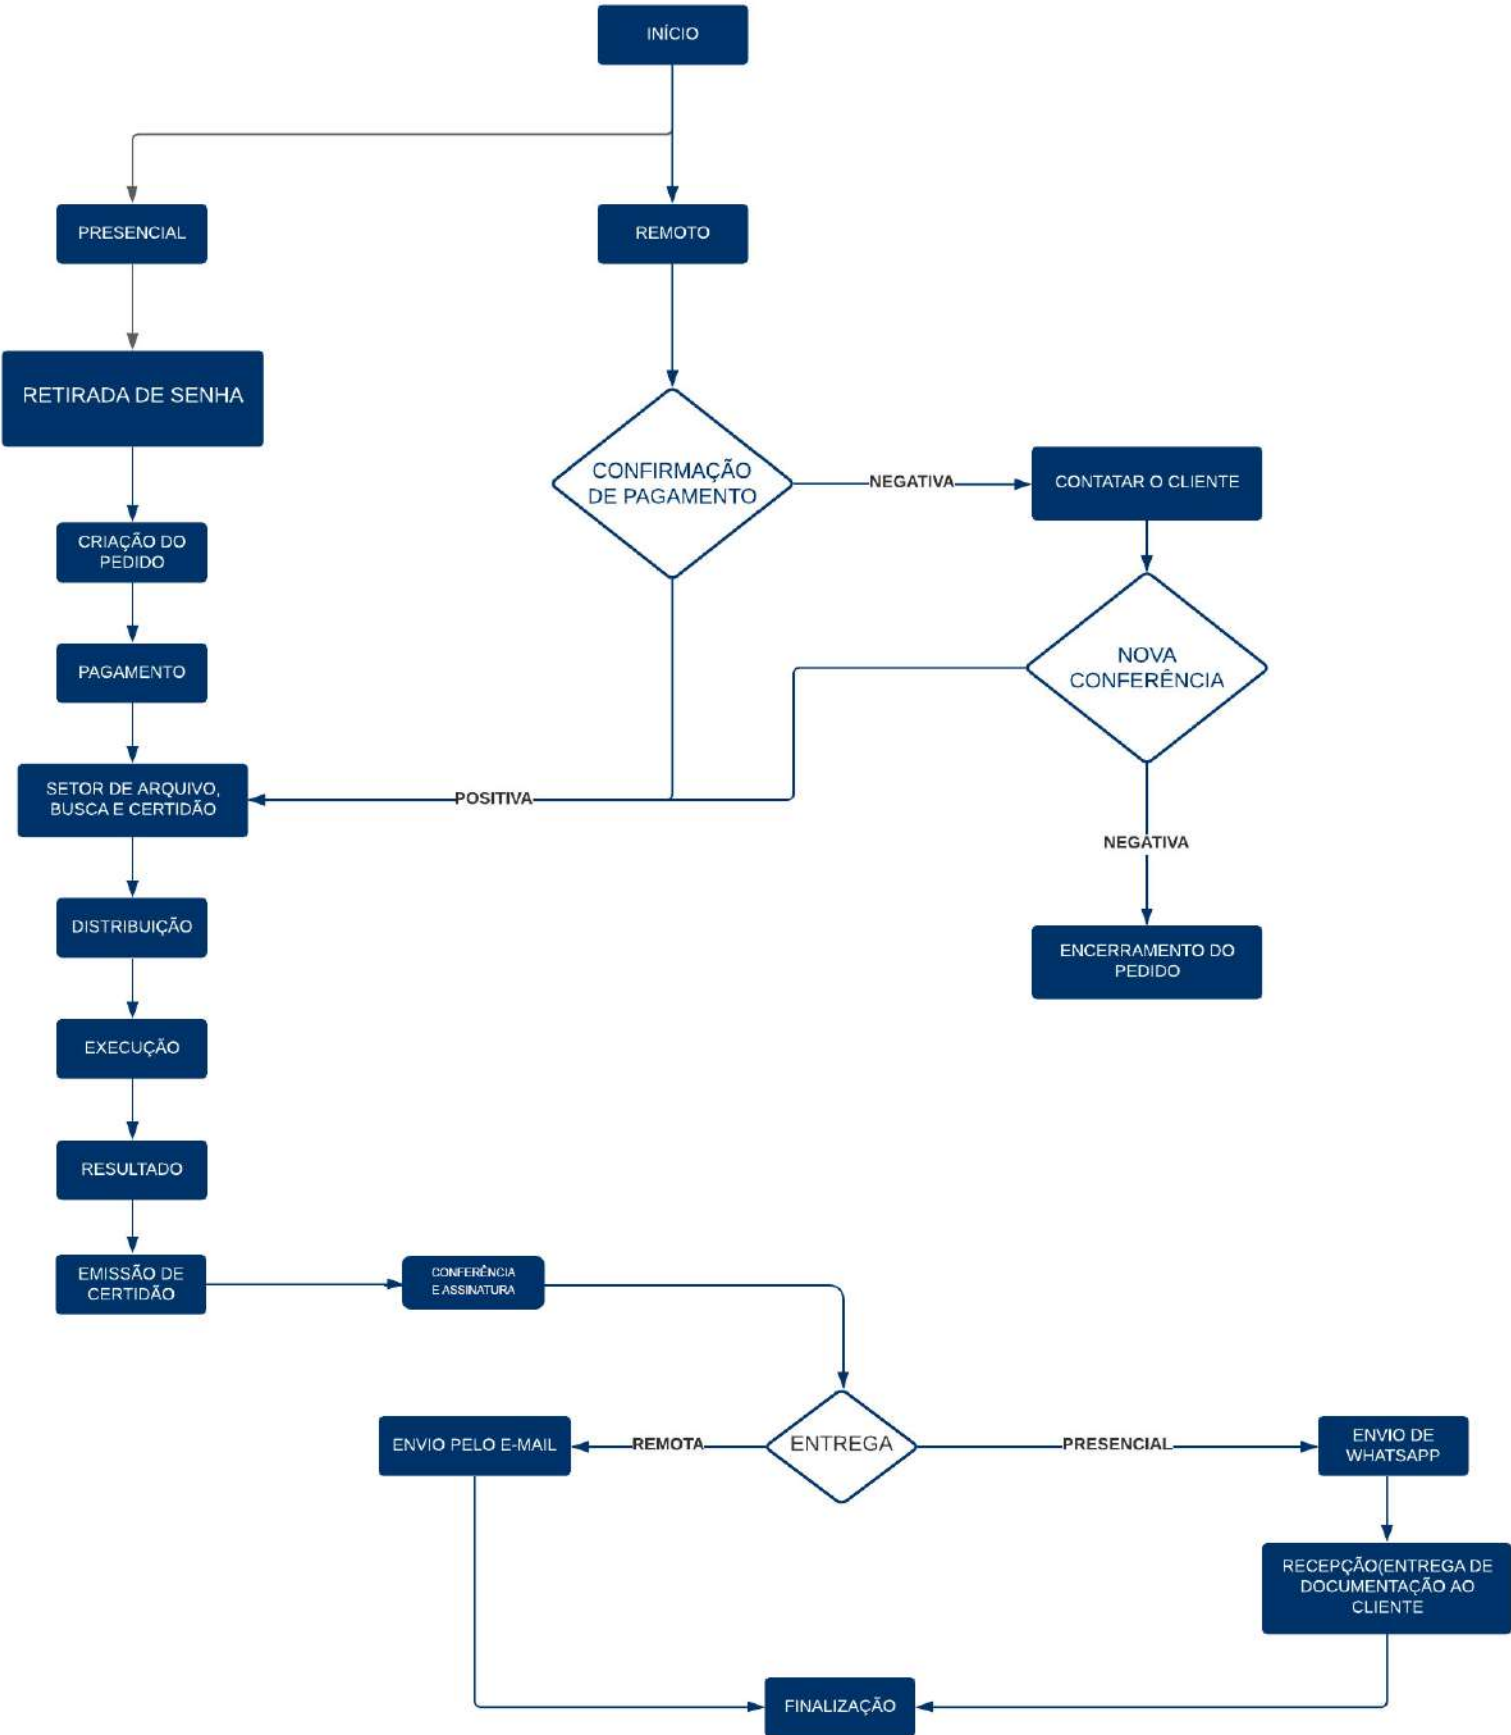 INÍCIO
PRESENCIAL
REMOTO
RETIRADA DE SENHA
CONFIRMAÇÃO
DE PAGAMENTO
NEGATIVA
CONTATAR O CLIENTE
CRIAÇÃO DO
PEDIDO
NOVA
CONFERÊNCIA
PAGAMENTO
SETOR DE ARQUIVO,
BUSCA E CERTIDÃO
POSITIVA
NEGATIVA
DISTRIBUIÇÃO
ENCERRAMENTO DO
PEDIDO
EXECUÇÃO
RESULTADO
EMISSÃO DE
CERTIDÃO
CONFERÊNCIA
E ASSINATURA
ENVIO PELO E-MAIL
REMOTA
ENTREGA
PRESENCIAL
ENVIO DE
WHATSAPP
RECEPÇÃO(ENTREGA DE
DOCUMENTAÇÃO AO
CLIENTE
FINALIZAÇÃO